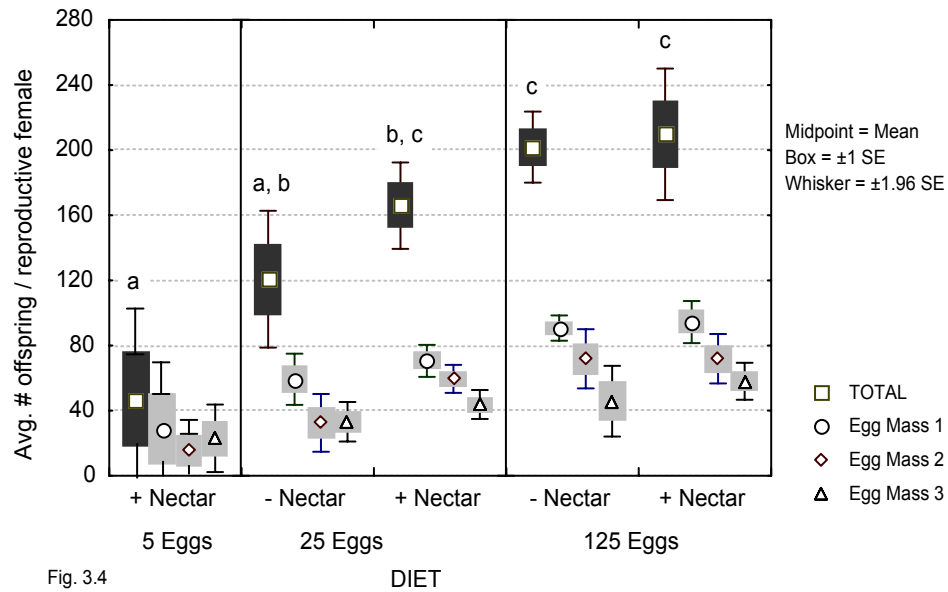 280
240
200
160
120
80
40
0
Avg. # offspring / reproductive female
a
a, b
b, c
c
c
Midpoint = Mean
Box = ±1 SE
Whisker = ±1.96 SE
TOTAL
Egg Mass 1
Egg Mass 2
Egg Mass 3
+ Nectar
- Nectar
+ Nectar
- Nectar
+ Nectar
5 Eggs
25 Eggs
125 Eggs
Fig. 3.4
DIET